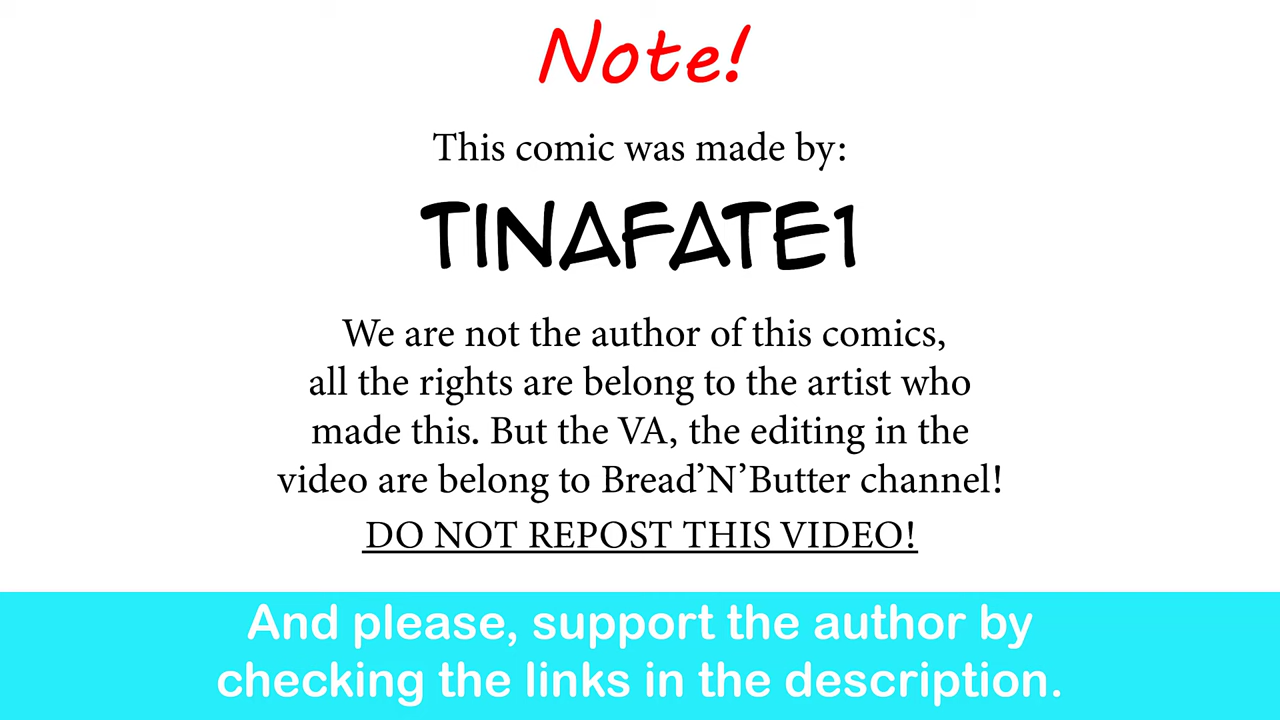 Note!
This comic was made by:
TINAFATE1
We are not the author of this comics,
all the rights are belong to the artist who
made this. But the VA, the editing in the
video are belong to Bread’N’Butter channel!
DO NOT REPOST THIS VIDEO!
And please, support the author by
checking the links in the description.